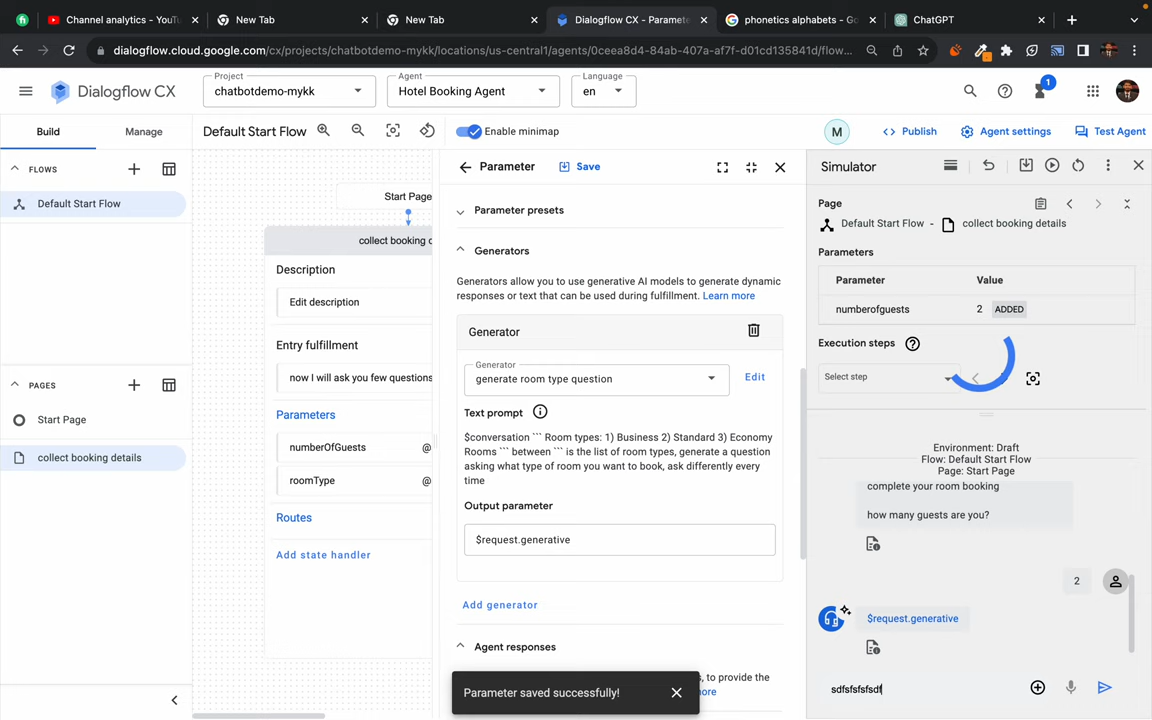 Channel analytics - YouTu
New Tab
New Tab
Dialogflow CX - Paramete
phonetics alphabets - Go
ChatGPT
dialogflow.cloud.google.com/cx/projects/chatbotdemo-mykk/locations/us-central1/agents/0ceea8d4-84ab-407a-af7f-d01cd135841d/flow...
Dialogflow CX
Project
chatbotdemo-mykk
Agent
Hotel Booking Agent
Language
en
1
Build
Manage
Default Start Flow
Enable minimap
M
Publish
Agent settings
Test Agent
FLOWS
Default Start Flow
PAGES
Start Page
collect booking details
Start Page
collect booking d
Description
Edit description
Entry fulfillment
now I will ask you few questions
Parameters
numberOfGuests
@
roomType
@
Routes
Add state handler
Parameter
Save
Parameter presets
Generators
Generators allow you to use generative AI models to generate dynamic
responses or text that can be used during fulfillment. Learn more
Generator
Generator
generate room type question
Edit
Text prompt
$conversation ``` Room types: 1) Business 2) Standard 3) Economy
Rooms ``` between ``` is the list of room types, generate a question
asking what type of room you want to book, ask differently every
time
Output parameter
$request.generative
Add generator
Agent responses
s, to provide the
ore
Parameter saved successfully!
Simulator
Page
Default Start Flow - collect booking details
Parameters
Parameter Value
numberofguests 2 ADDED
Execution steps
Select step
Environment: Draft
Flow: Default Start Flow
Page: Start Page
complete your room booking
how many guests are you?
2
$request.generative
sdfsfsfsfsdf